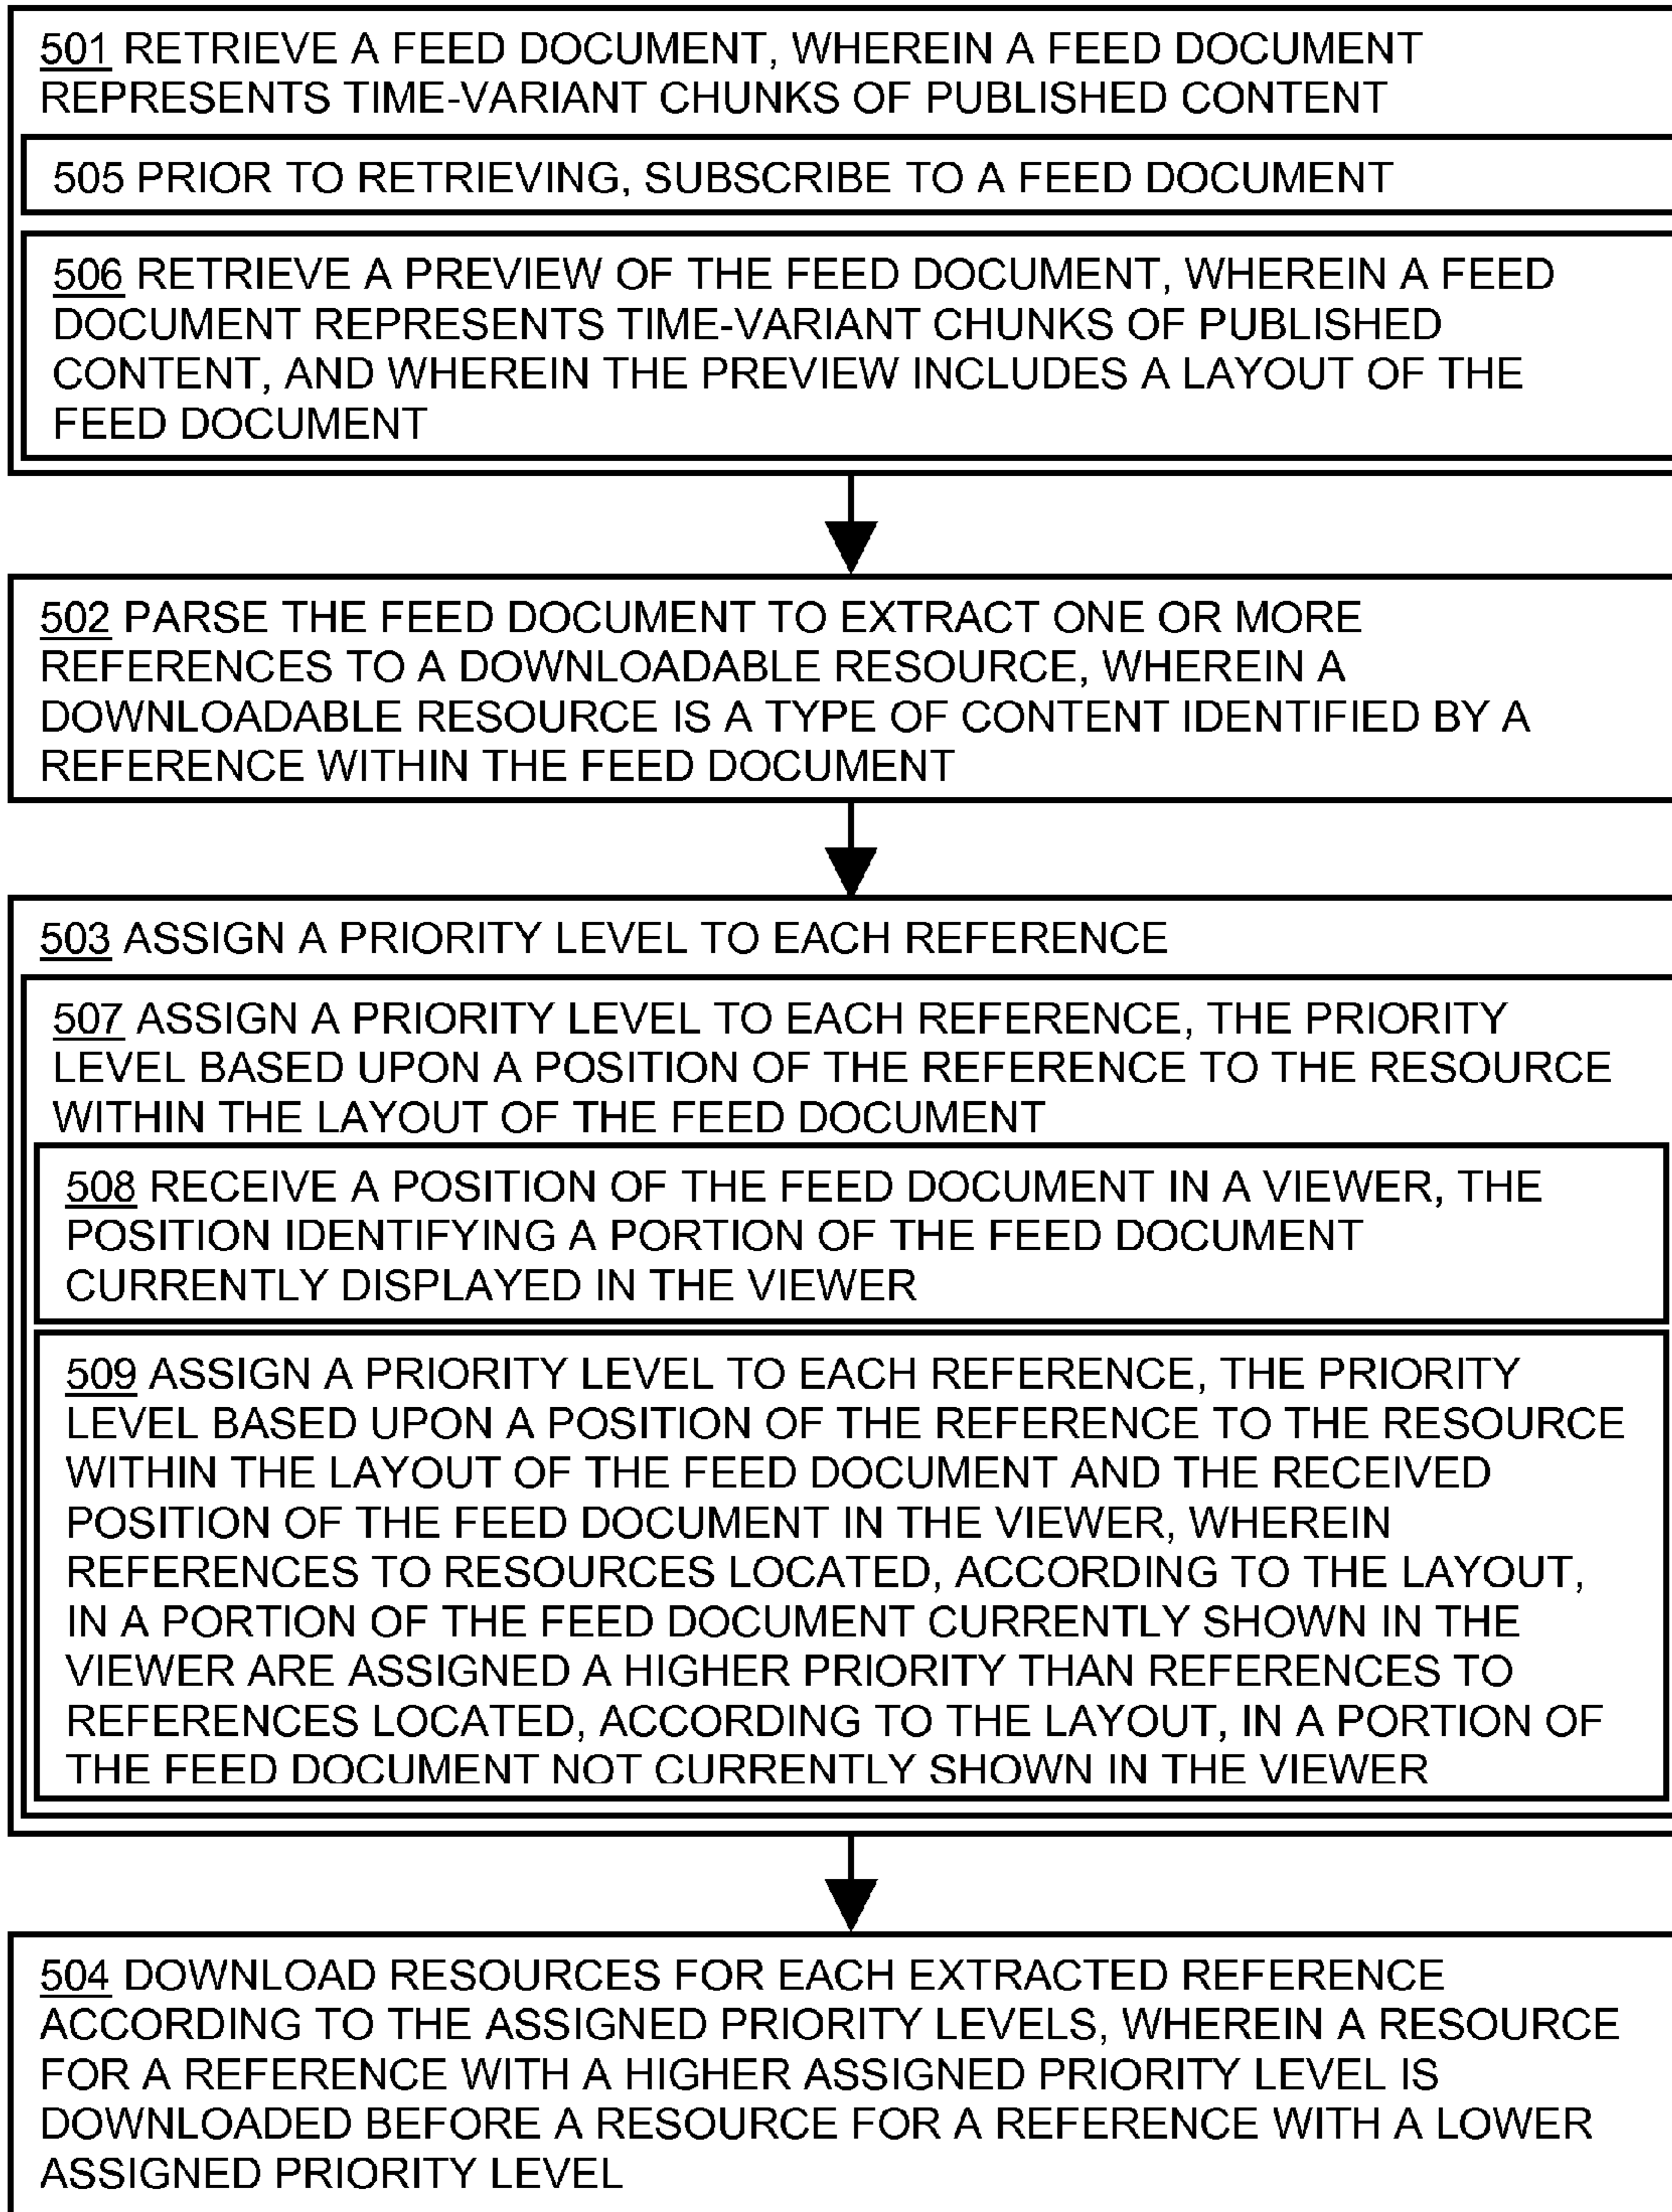 501 RETRIEVE A FEED DOCUMENT, WHEREIN A FEED DOCUMENT
REPRESENTS TIME-VARIANT CHUNKS OF PUBLISHED CONTENT
505 PRIOR TO RETRIEVING, SUBSCRIBE TO A FEED DOCUMENT
506 RETRIEVE A PREVIEW OF THE FEED DOCUMENT, WHEREIN A FEED
DOCUMENT REPRESENTS TIME-VARIANT CHUNKS OF PUBLISHED
CONTENT, AND WHEREIN THE PREVIEW INCLUDES A LAYOUT OF THE
FEED DOCUMENT
502 PARSE THE FEED DOCUMENT TO EXTRACT ONE OR MORE
REFERENCES TO A DOWNLOADABLE RESOURCE, WHEREIN A
DOWNLOADABLE RESOURCE IS A TYPE OF CONTENT IDENTIFIED BY A
REFERENCE WITHIN THE FEED DOCUMENT
503 ASSIGN A PRIORITY LEVEL TO EACH REFERENCE
507 ASSIGN A PRIORITY LEVEL TO EACH REFERENCE, THE PRIORITY
LEVEL BASED UPON A POSITION OF THE REFERENCE TO THE RESOURCE
WITHIN THE LAYOUT OF THE FEED DOCUMENT
508 RECEIVE A POSITION OF THE FEED DOCUMENT IN A VIEWER, THE
POSITION IDENTIFYING A PORTION OF THE FEED DOCUMENT
CURRENTLY DISPLAYED IN THE VIEWER
509 ASSIGN A PRIORITY LEVEL TO EACH REFERENCE, THE PRIORITY
LEVEL BASED UPON A POSITION OF THE REFERENCE TO THE RESOURCE
WITHIN THE LAYOUT OF THE FEED DOCUMENT AND THE RECEIVED
POSITION OF THE FEED DOCUMENT IN THE VIEWER, WHEREIN
REFERENCES TO RESOURCES LOCATED, ACCORDING TO THE LAYOUT,
IN A PORTION OF THE FEED DOCUMENT CURRENTLY SHOWN IN THE
VIEWER ARE ASSIGNED A HIGHER PRIORITY THAN REFERENCES TO
REFERENCES LOCATED, ACCORDING TO THE LAYOUT, IN A PORTION OF
THE FEED DOCUMENT NOT CURRENTLY SHOWN IN THE VIEWER
504 DOWNLOAD RESOURCES FOR EACH EXTRACTED REFERENCE
ACCORDING TO THE ASSIGNED PRIORITY LEVELS, WHEREIN A RESOURCE
FOR A REFERENCE WITH A HIGHER ASSIGNED PRIORITY LEVEL IS
DOWNLOADED BEFORE A RESOURCE FOR A REFERENCE WITH A LOWER
ASSIGNED PRIORITY LEVEL